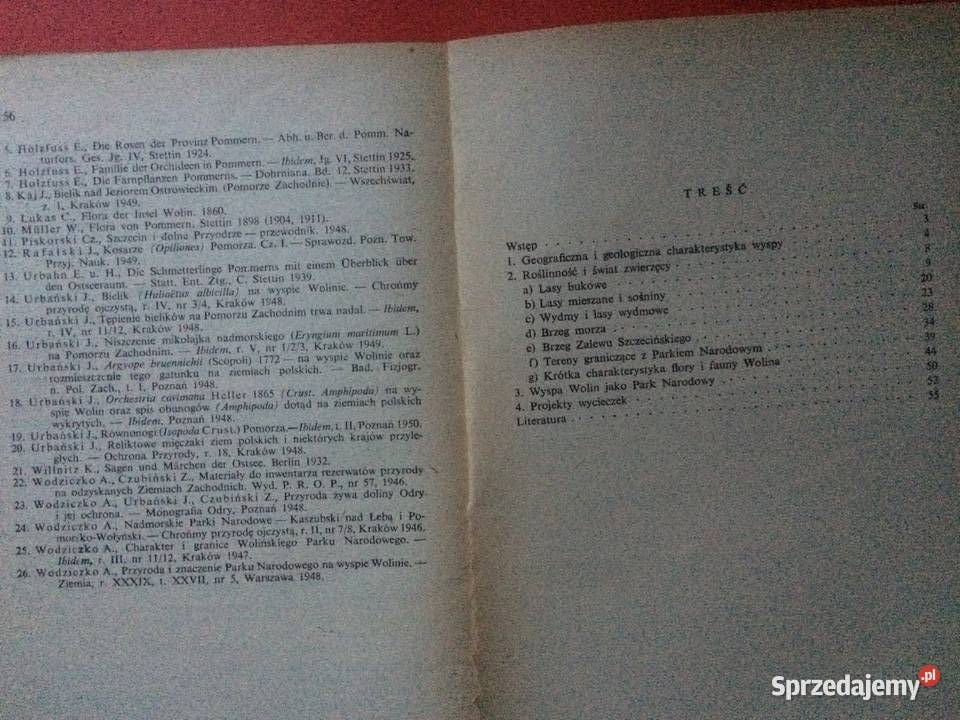 56
5. Holzfuss E., Die Rosen der Provinz Pommern. — Abh. u. Ber. d. Pomm. Na-
turfors. Ges. Jg. IV, Stettin 1924.
6. Holzfuss E., Familie der Orchideen in Pommern. — Ibidem, Jg. VI, Stettin 1925.
7. Holzfuss E., Die Farnpflanzen Pommerns. — Dohrniana. Bd. 12. Stettin 1933.
8. Kaj J., Bielik nad Jeziorem Ostrowieckim. (Pomorze Zachodnie). — Wszechświat,
z. 1, Kraków 1949.
9. Lukas C., Flora der Insel Wolin. 1860.
10. Müller W., Flora von Pommern. Stettin 1898 (1904, 1911).
11. Piskorski Cz., Szczecin i dolne Przyodrze — przewodnik. 1948.
12. Rafalski J., Kosarze (Opiliones) Pomorza. Cz. I. — Sprawozd. Pozn. Tow.
Przyj. Nauk. 1949.
13. Urbahn E. u. H., Die Schmetterlinge Pommerns mit einem Überblick über
den Ostsceraum. — Statt. Ent. Ztg., C. Stettin 1939.
14. Urbański J., Bielik (Haliaëtus albicilla) na wyspie Wolinie. — Chrońmy
przyrodę ojczystą, r. IV, nr 3/4, Kraków 1948.
15. Urbański J., Tępienie bielików na Pomorzu Zachodnim trwa nadal. — Ibidem,
r. IV, nr 11/12, Kraków 1948.
16. Urbański J., Niszczenie mikołajka nadmorskiego (Eryngium maritimum L.)
na Pomorzu Zachodnim. — Ibidem, r. V, nr 1/2/3, Kraków 1949.
17. Urbański J., Argyope bruennichii (Scopoli) 1772 — na wyspie Wolinie oraz
rozmieszczenie tego gatunku na ziemiach polskich. — Bad. Fizjogr.
n. Pol. Zach., t. I, Poznań 1948.
18. Urbański J., Orchestria cavimana Heller 1865 (Crust. Amphipoda) na wy-
spię Wolin oraz spis obunogów (Amphipoda) dotąd na ziemiach polskich
wykrytych. — Ibidem. Poznań 1948.
19. Urbański J., Równonogi (Isopoda Crust.) Pomorza.—Ibidem, t. II, Poznań 1950.
20. Urbański J., Reliktowe mięczaki ziem polskich i niektórych krajów przyle-
głych. — Ochrona Przyrody, r. 18, Kraków 1948.
21. Willnitz K., Sagen und Märchen der Ostsee. Berlin 1932.
22. Wodziczko A., Czubiński Z., Materiały do inwentarza rezerwatów przyrody
na odzyskanych Ziemiach Zachodnich. Wyd. P. R. O. P., nr 57, 1946.
23. Wodziczko A., Urbański J., Czubiński Z., Przyroda żywa doliny Odry
i jej ochrona. — Monografia Odry, Poznań 1948.
24. Wodziczko A., Nadmorskie Parki Narodowe — Kaszubski nad Łebą i Po-
morsko-Wołyński. — Chrońmy przyrodę ojczystą, r. II, nr 7/8, Kraków 1946.
25. Wodziczko A., Charakter i granice Wolińskiego Parku Narodowego. —
Ibidem, r. III, nr 11/12, Kraków 1947.
26. Wodziczko A., Przyroda i znaczenie Parku Narodowego na wyspie Wolinie. —
Ziemia; r. XXXIX, t. XXVII, nr 5, Warszawa 1948.
TREŚĆ
Str.
Wstęp 3
1. Geograficzna i geologiczna charakterystyka wyspy 4
2. Roślinność i świat zwierzęcy 8
a) Lasy bukowe 9
b) Lasy mieszane i sośniny 20
c) Wydmy i lasy wydmowe 23
d) Brzeg morza 28
e) Brzeg Zalewu Szczecińskiego 34
f) Tereny graniczące z Parkiem Narodowym 39
g) Krótka charakterystyka flory i fauny Wolina 44
3. Wyspa Wolin jako Park Narodowy 50
4. Projekty wycieczek 52
Literatura 55
Sprzedajemy.pl